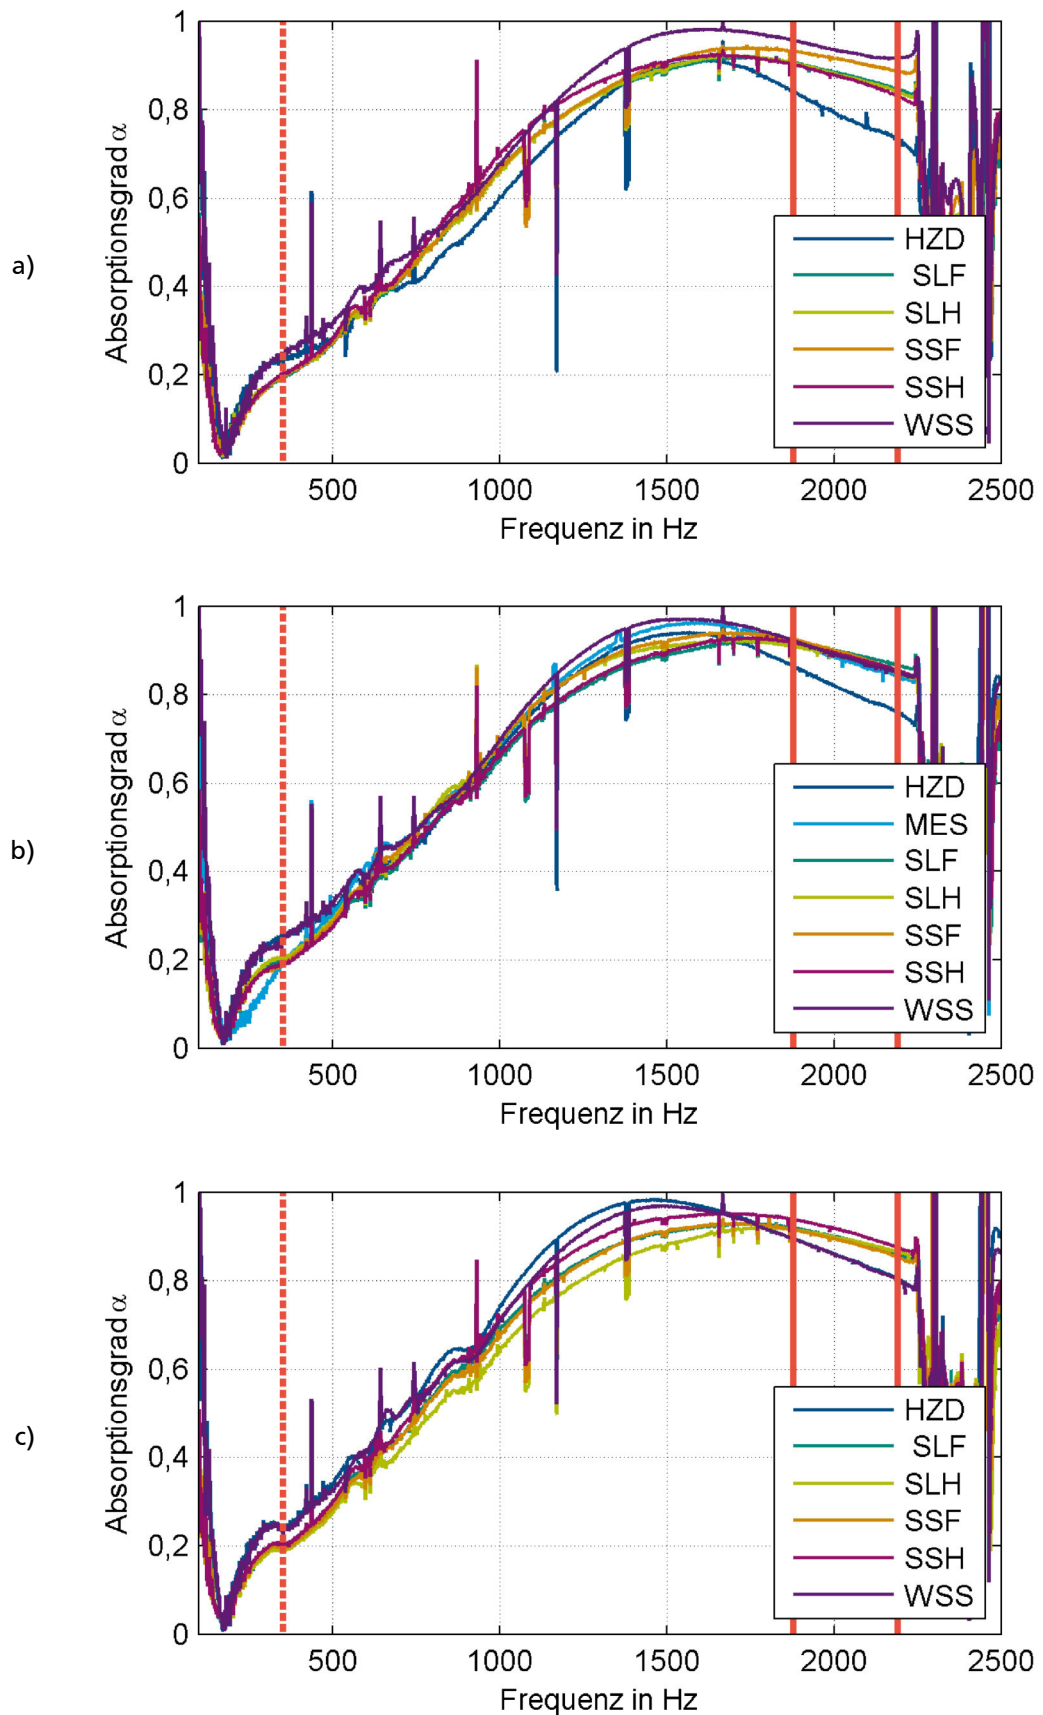 a)
Absorptionsgrad α
1
0,8
0,6
0,4
0,2
0
500
1000
1500
2000
2500
Frequenz in Hz
HZD
SLF
SLH
SSF
SSH
WSS
b)
Absorptionsgrad α
1
0,8
0,6
0,4
0,2
0
500
1000
1500
2000
2500
Frequenz in Hz
HZD
MES
SLF
SLH
SSF
SSH
WSS
c)
Absorptionsgrad α
1
0,8
0,6
0,4
0,2
0
500
1000
1500
2000
2500
Frequenz in Hz
HZD
SLF
SLH
SSF
SSH
WSS